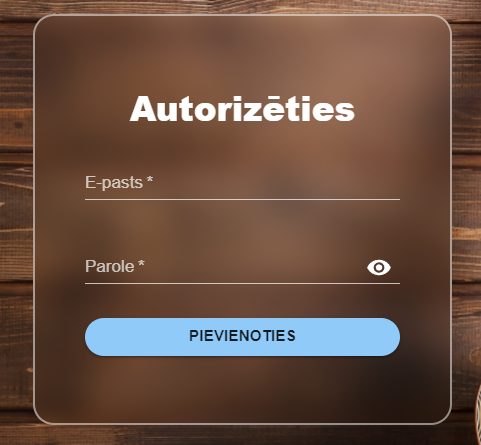 Autorizēties
E-pasts *
Parole *
PIEVIENOTIES